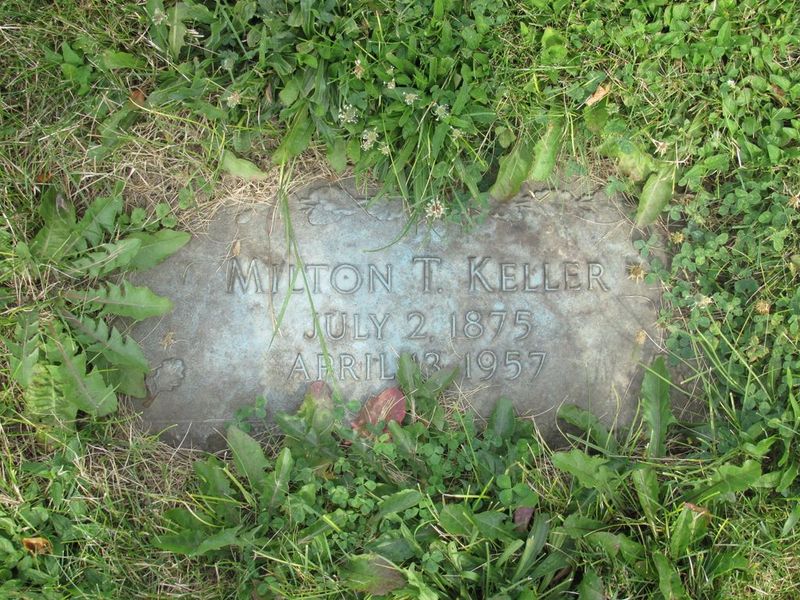 MILTON T. KELLER
JULY 2, 1875
APRIL 13, 1957